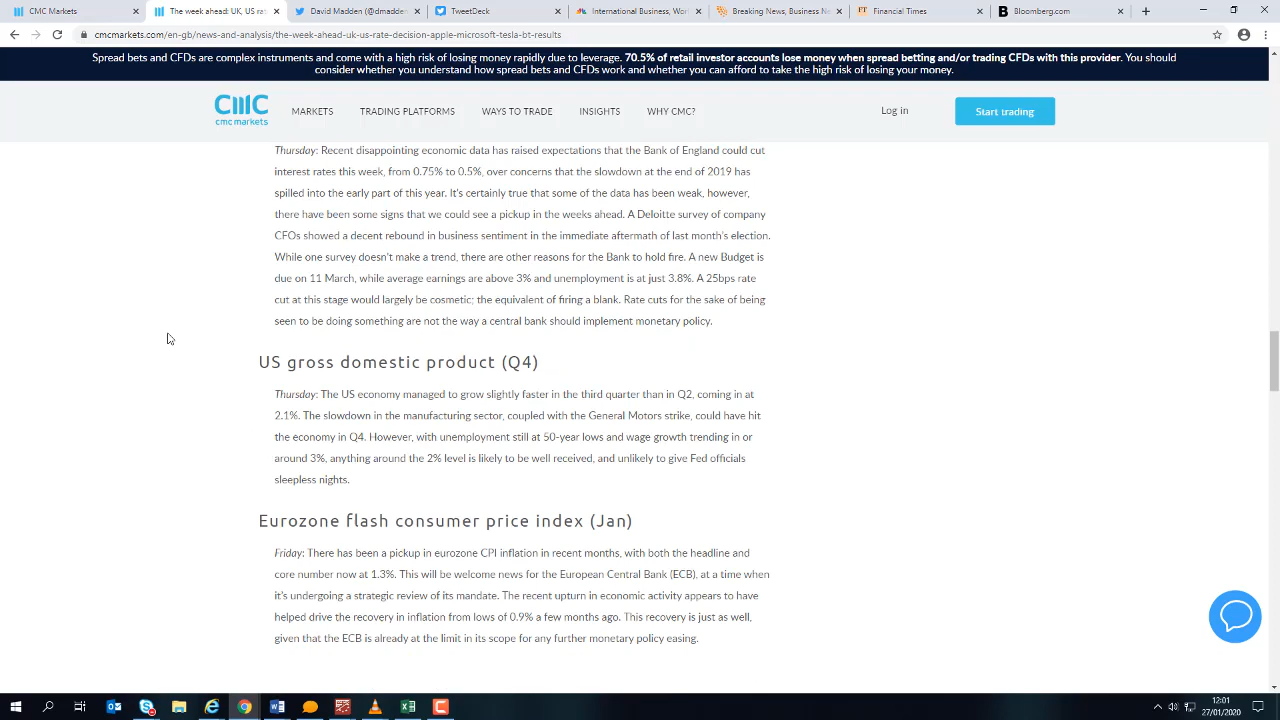 CMC Markets
The week ahead: UK, US rat
David Madden (@dmadden
TweetDeck
International Business, Worl
Breaking News, Business Ne
Financial Times
Bloomberg.com
cmcmarkets.com/en-gb/news-and-analysis/the-week-ahead-uk-us-rate-decision-apple-microsoft-tesla-bt-results
Spread bets and CFDs are complex instruments and come with a high risk of losing money rapidly due to leverage. 70.5% of retail investor accounts lose money when spread betting and/or trading CFDs with this provider. You should
consider whether you understand how spread bets and CFDs work and whether you can afford to take the high risk of losing your money.
cmc markets
MARKETS
TRADING PLATFORMS
WAYS TO TRADE
INSIGHTS
WHY CMC?
Log in
Start trading
Thursday: Recent disappointing economic data has raised expectations that the Bank of England could cut
interest rates this week, from 0.75% to 0.5%, over concerns that the slowdown at the end of 2019 has
spilled into the early part of this year. It's certainly true that some of the data has been weak, however,
there have been some signs that we could see a pickup in the weeks ahead. A Deloitte survey of company
CFOs showed a decent rebound in business sentiment in the immediate aftermath of last month's election.
While one survey doesn't make a trend, there are other reasons for the Bank to hold fire. A new Budget is
due on 11 March, while average earnings are above 3% and unemployment is at just 3.8%. A 25bps rate
cut at this stage would largely be cosmetic; the equivalent of firing a blank. Rate cuts for the sake of being
seen to be doing something are not the way a central bank should implement monetary policy.
US gross domestic product (Q4)
Thursday: The US economy managed to grow slightly faster in the third quarter than in Q2, coming in at
2.1%. The slowdown in the manufacturing sector, coupled with the General Motors strike, could have hit
the economy in Q4. However, with unemployment still at 50-year lows and wage growth trending in or
around 3%, anything around the 2% level is likely to be well received, and unlikely to give Fed officials
sleepless nights.
Eurozone flash consumer price index (Jan)
Friday: There has been a pickup in eurozone CPI inflation in recent months, with both the headline and
core number now at 1.3%. This will be welcome news for the European Central Bank (ECB), at a time when
it's undergoing a strategic review of its mandate. The recent upturn in economic activity appears to have
helped drive the recovery in inflation from lows of 0.9% a few months ago. This recovery is just as well,
given that the ECB is already at the limit in its scope for any further monetary policy easing.
12:01
27/01/2020